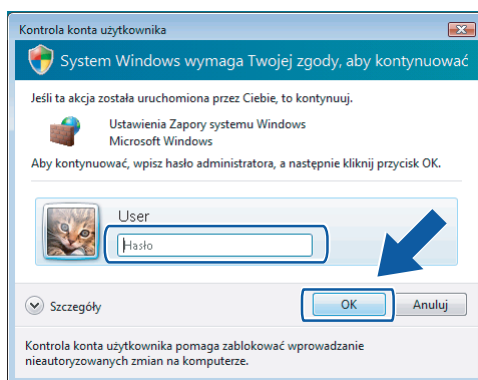 Kontrola konta użytkownika
System Windows wymaga Twojej zgody, aby kontynuować
Jeśli ta akcja została uruchomiona przez Ciebie, to kontynuuj.
Ustawienia Zapory systemu Windows
Microsoft Windows
Aby kontynuować, wpisz hasło administratora, a następnie kliknij przycisk OK.
User
Hasło
Szczegóły
OK
Anuluj
Kontrola konta użytkownika pomaga zablokować wprowadzanie
nieautoryzowanych zmian na komputerze.